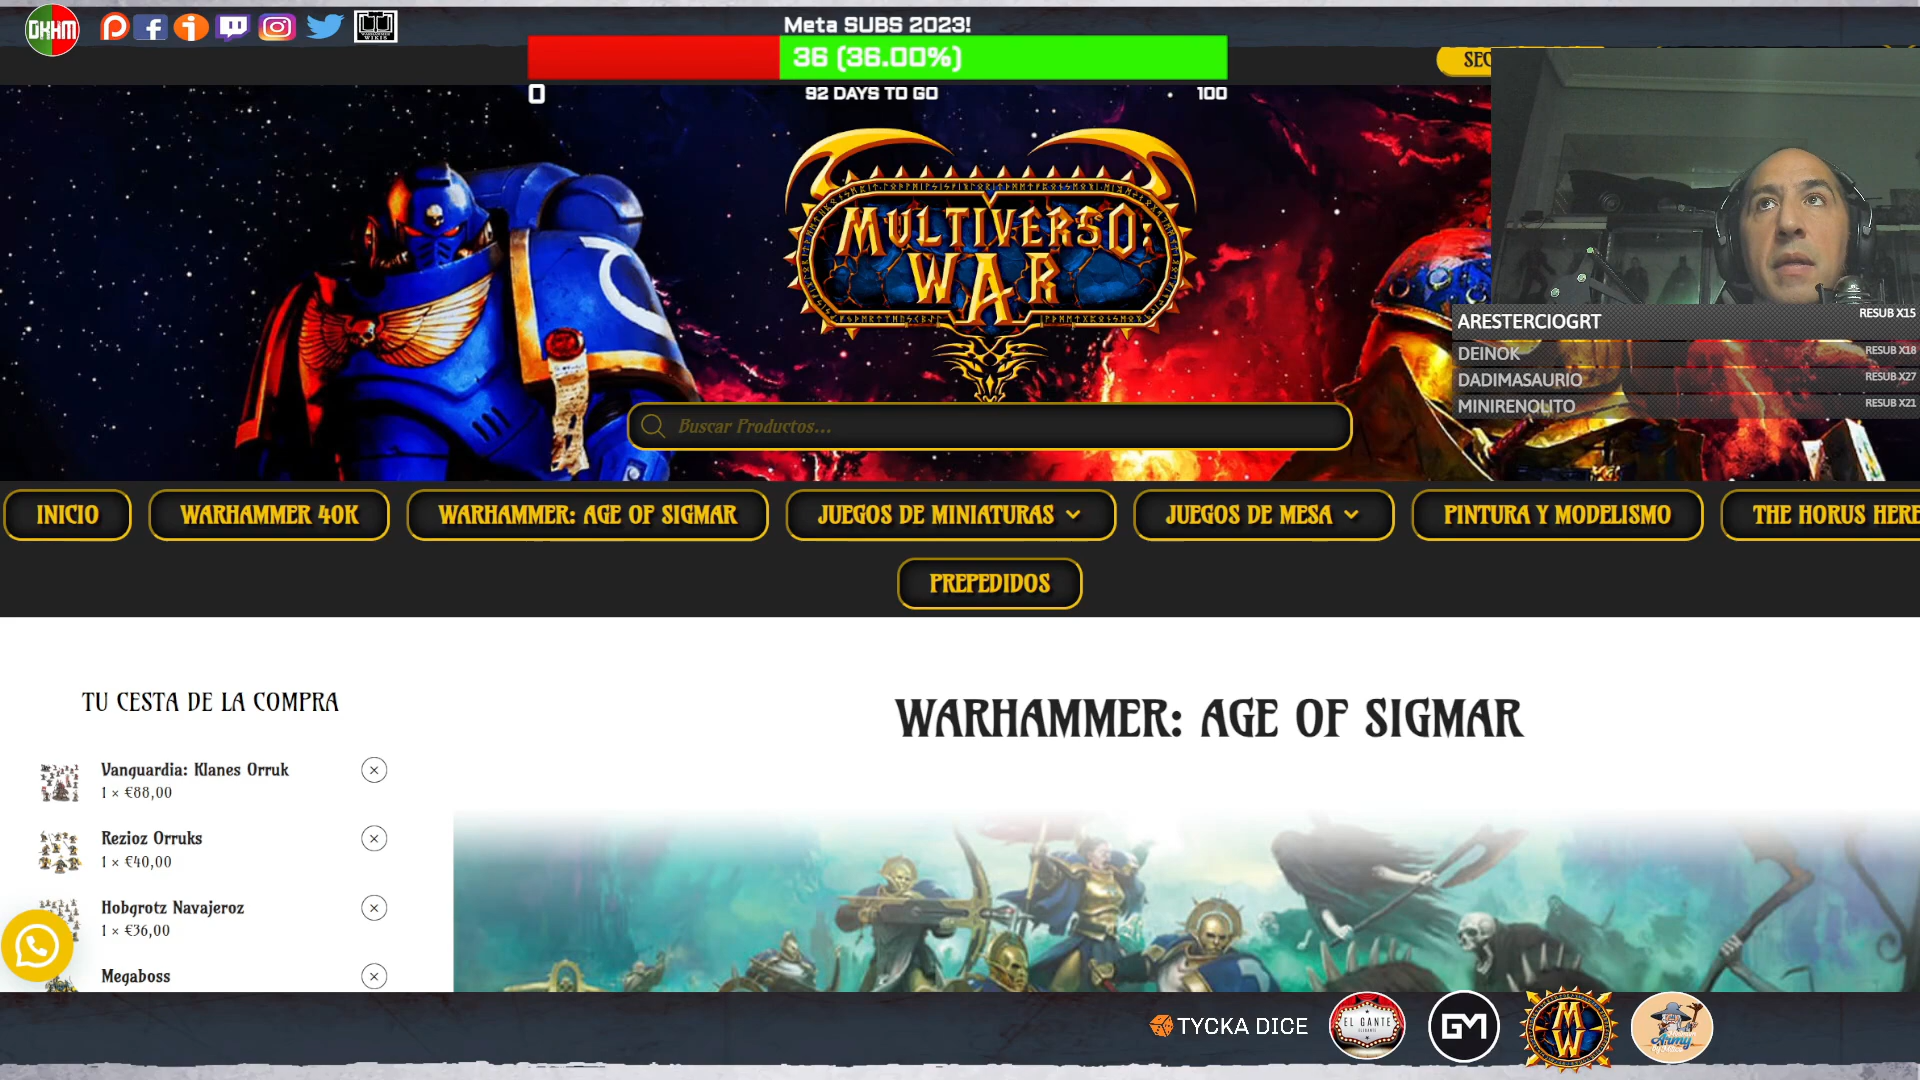 DKHM
Meta SUBS 2023!
36 (36.00%)
0
92 DAYS TO GO
100
SEC
MULTIVERSO:
WAR
Buscar Productos...
ARESTERCIOGRT
RESUB X15
DEINOK
RESUB X18
DADIMASAURIO
RESUB X27
MINIRENOLITO
RESUB X21
INICIO
WARHAMMER 40K
WARHAMMER: AGE OF SIGMAR
JUEGOS DE MINIATURAS
JUEGOS DE MESA
PINTURA Y MODELISMO
THE HORUS HERE
PREPEDIDOS
TU CESTA DE LA COMPRA
WARHAMMER: AGE OF SIGMAR
Vanguardia: Klanes Orruk
1 × €88,00
Rezioz Orruks
1 × €40,00
Hobgrotz Navajeroz
1 × €36,00
Megaboss
TYCKA DICE
EL GANTE
GM
MW
Army